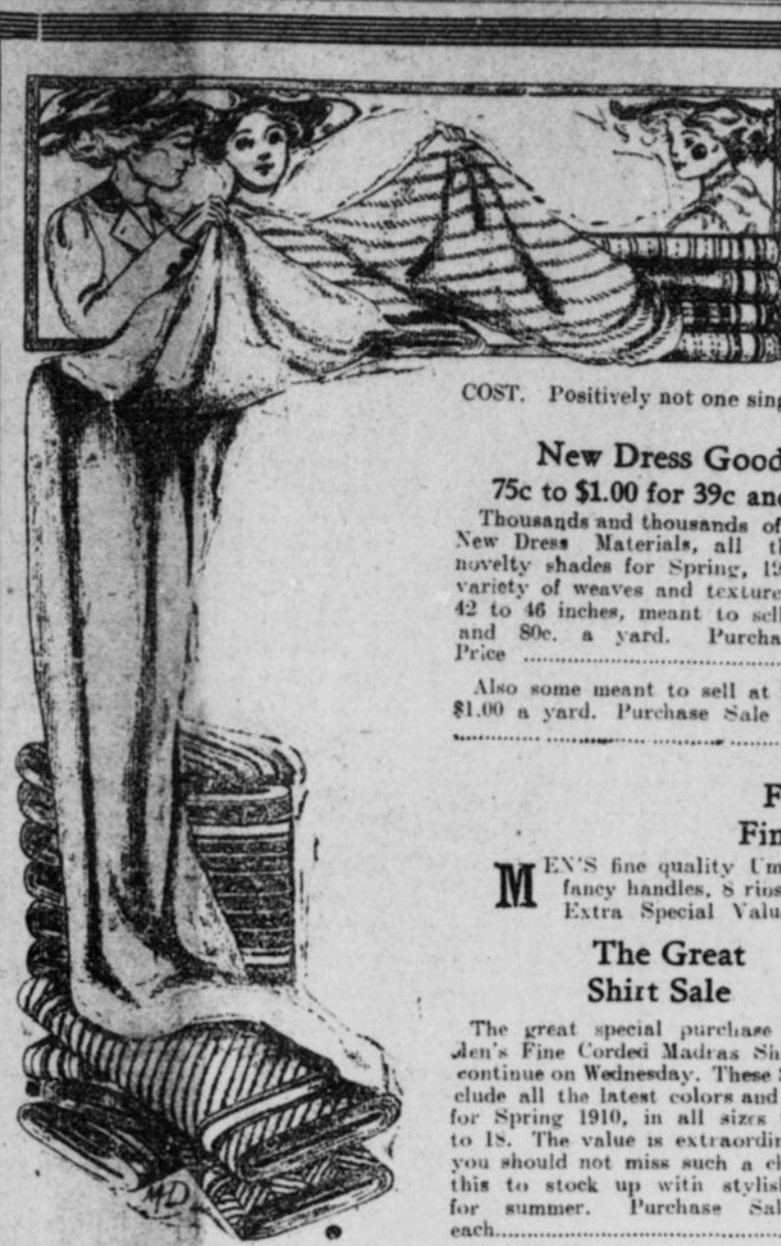 COST. Positively not one sing
New Dress Good
75c to $1.00 for 39c and
Thousands and thousands of
New Dress Materials, all th
novelty shades for Spring, 19
variety of weaves and texture
42 to 46 inches, meant to sell
and 80c. a yard. Purcha
Price
Also some meant to sell at
$1.00 a yard. Purchase Sale
F
Fin
MEN'S fine quality Um
fancy handles, 8 ribs
Extra Special Valu
The Great
Shirt Sale
The great special purchase
Men's Fine Corded Madras Sh
continue on Wednesday. These S
clude all the latest colors and
for Spring 1910, in all sizes
to 18. The value is extraordin
you should not miss such a ch
this to stock up with stylish
for summer. Purchase Sal
each
MD